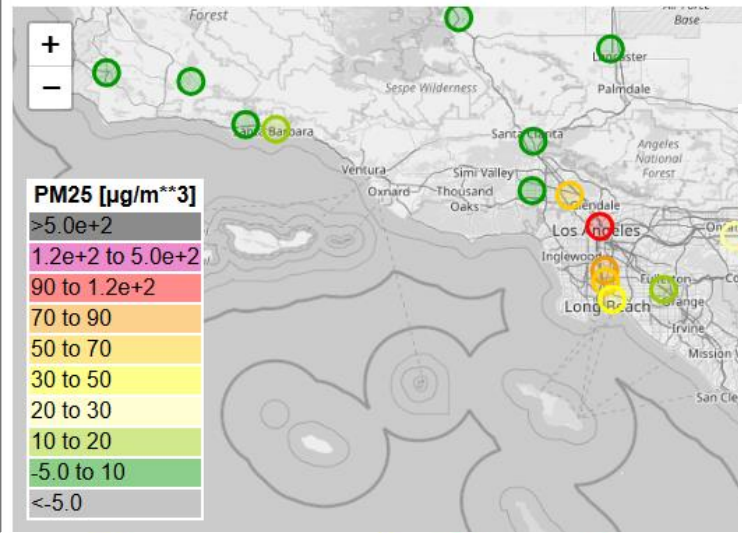 Forest
Base
+
−
Lancaster
Sespe Wilderness
Palmdale
Santa Barbara
Santa Clarita
Angeles
National
Forest
Ventura
Simi Valley
Oxnard
Thousand
Oaks
Glendale
Los Angeles
Inglewood
Fullerton
Long Beach
Orange
Irvine
Mission V
San Cle
PM25 [µg/m**3]
>5.0e+2
1.2e+2 to 5.0e+2
90 to 1.2e+2
70 to 90
50 to 70
30 to 50
20 to 30
10 to 20
-5.0 to 10
<-5.0